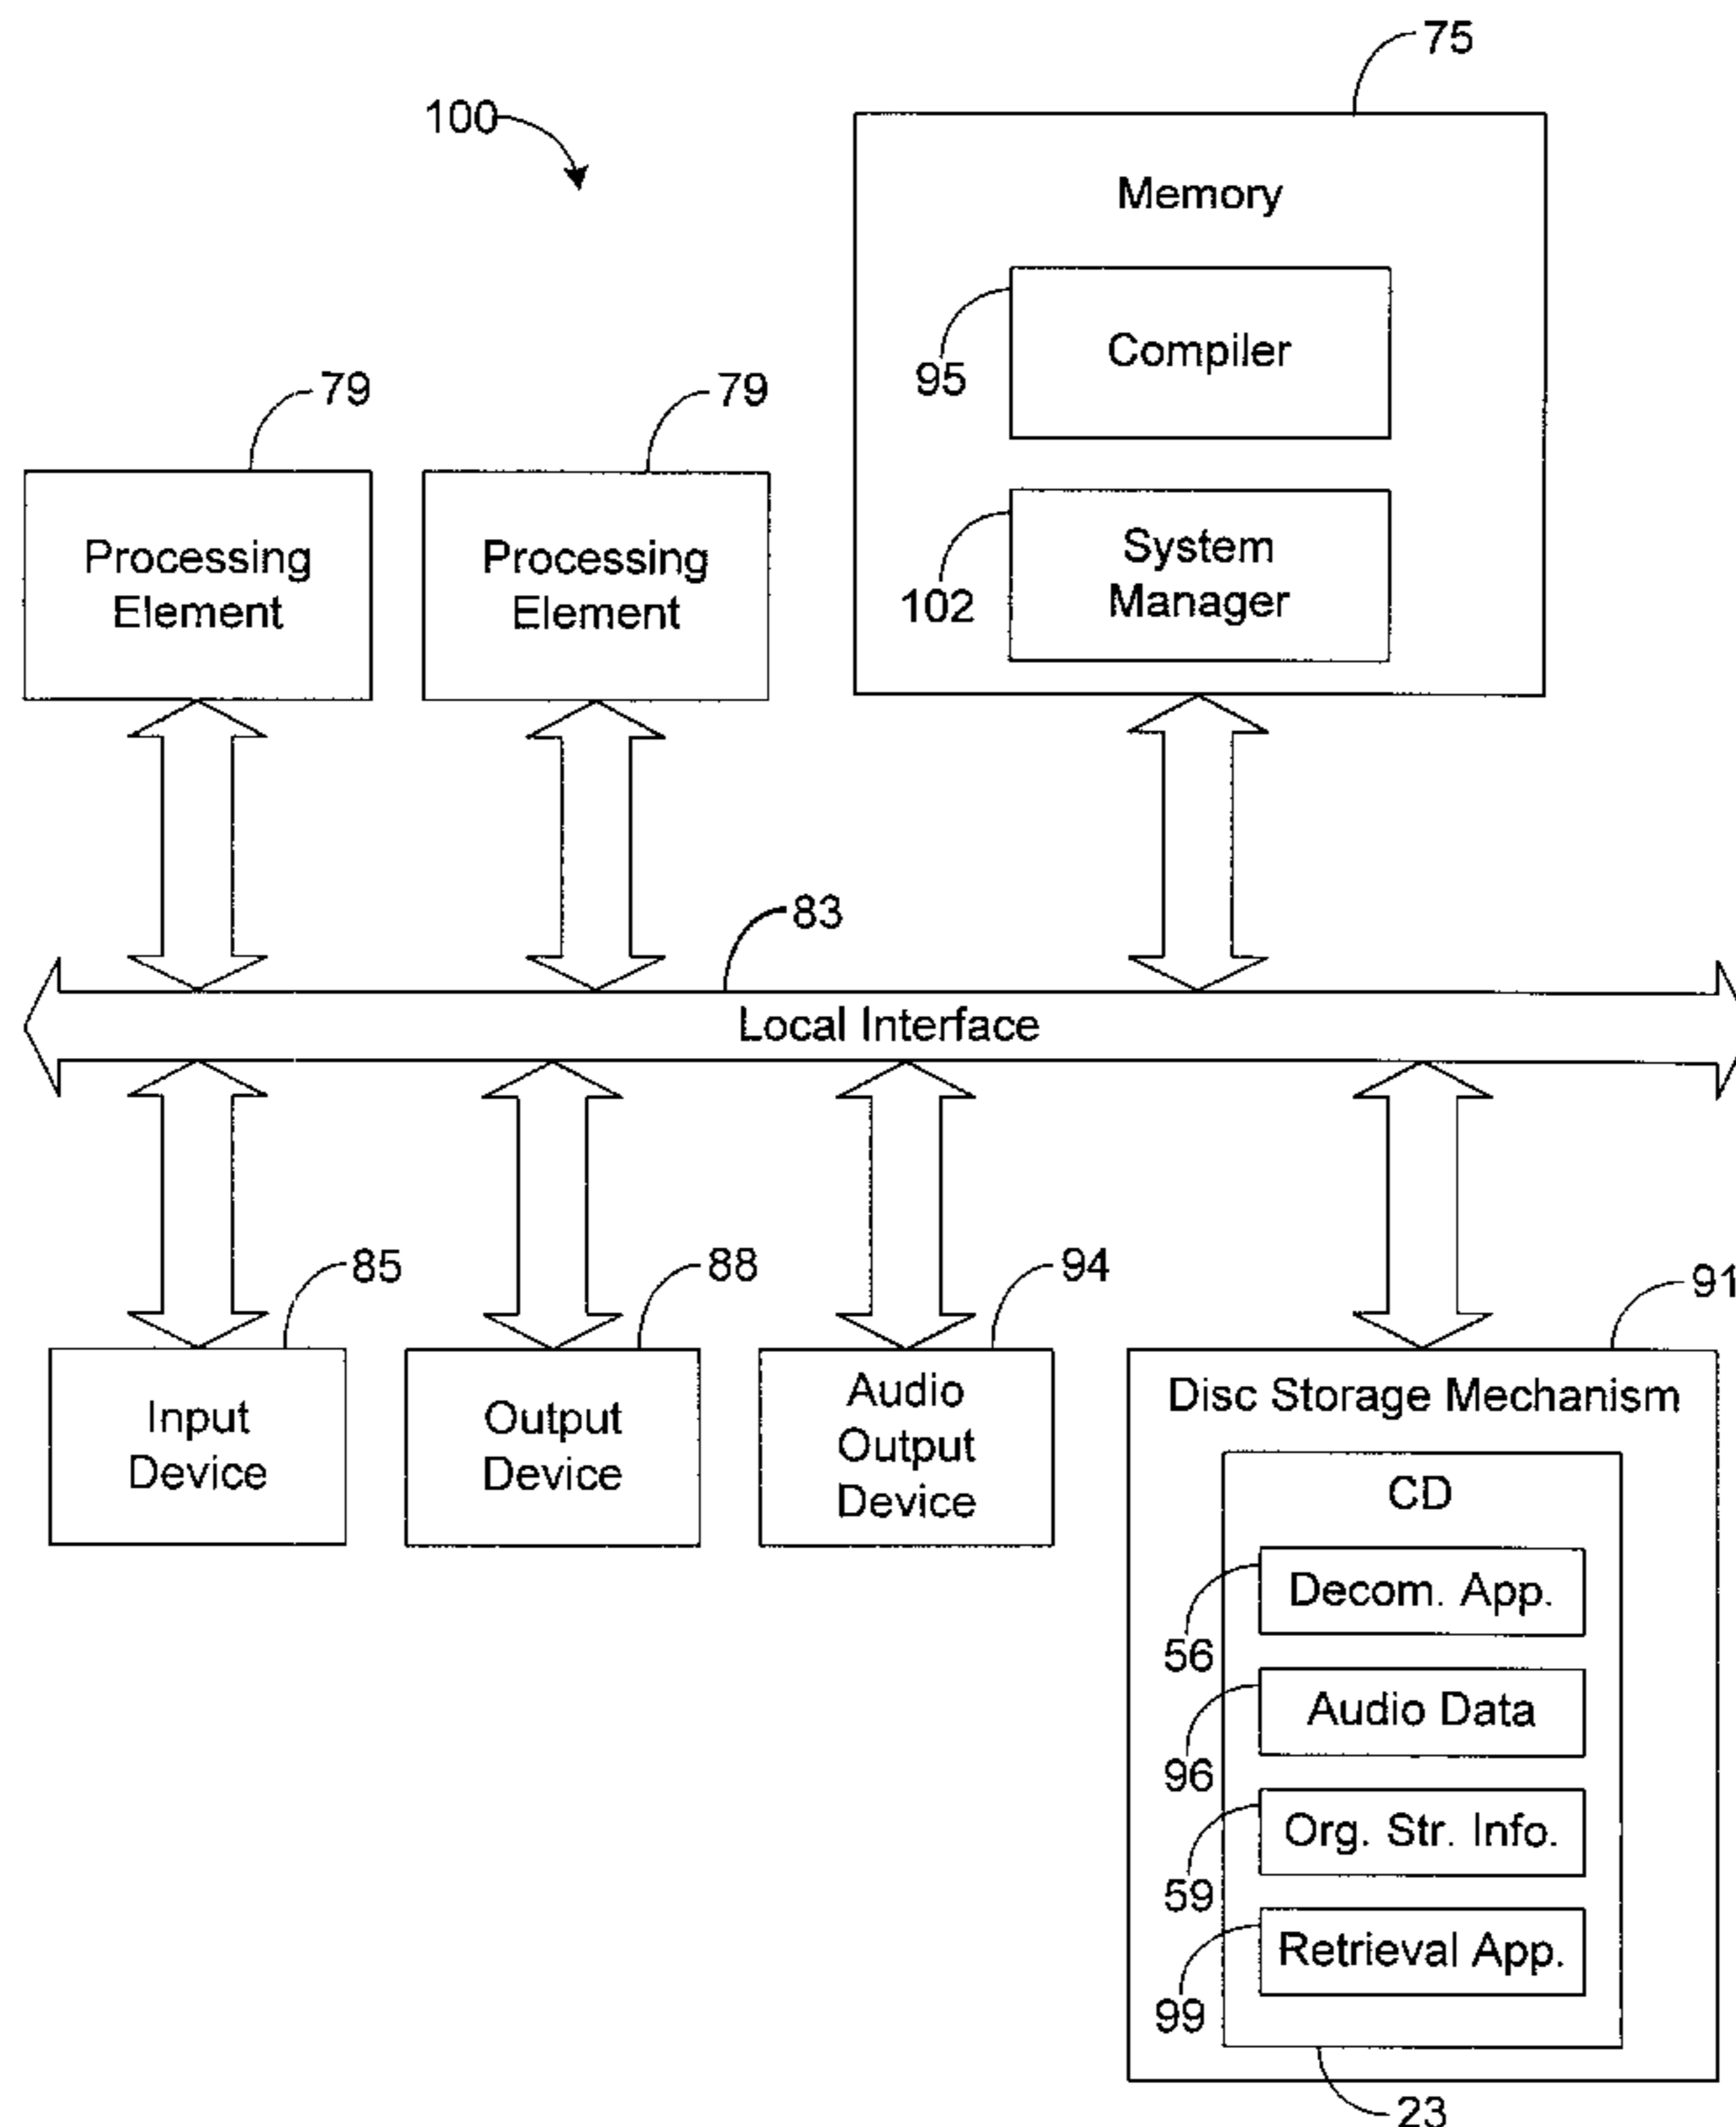 75
100
Memory
Compiler
95
79
79
Processing
Element
Processing
Element
System
Manager
102
83
Local Interface
85
88
94
91
Input
Device
Output
Device
Audio
Output
Device
Disc Storage Mechanism
CD
Decom. App.
56
Audio Data
96
Org. Str. Info.
59
Retrieval App.
99
23